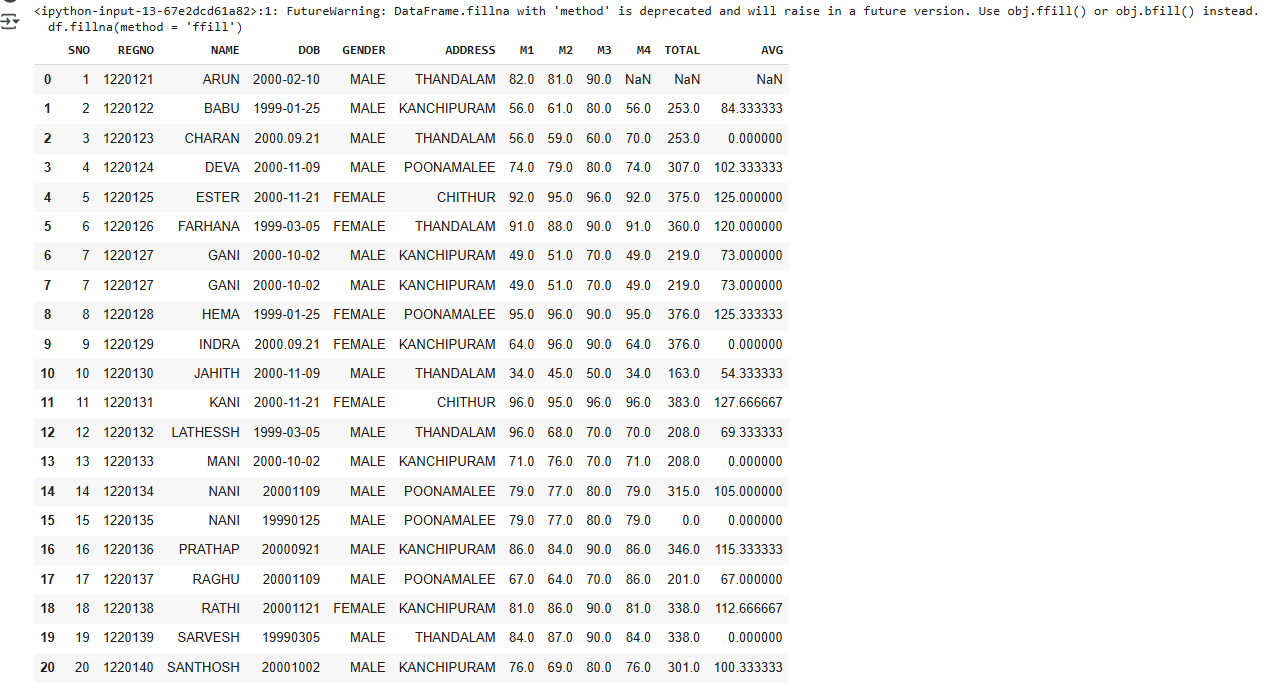 <ipython-input-13-67e2dcd61a82>:1: FutureWarning: DataFrame.fillna with 'method' is deprecated and will raise in a future version. Use obj.ffill() or obj.bfill() instead.
df.fillna(method = 'ffill')
SNO REGNO NAME DOB GENDER ADDRESS M1 M2 M3 M4 TOTAL AVG
0 1 1220121 ARUN 2000-02-10 MALE THANDALAM 82.0 81.0 90.0 NaN NaN NaN
1 2 1220122 BABU 1999-01-25 MALE KANCHIPURAM 56.0 61.0 80.0 56.0 253.0 84.333333
2 3 1220123 CHARAN 2000.09.21 MALE THANDALAM 56.0 59.0 60.0 70.0 253.0 0.000000
3 4 1220124 DEVA 2000-11-09 MALE POONAMALEE 74.0 79.0 80.0 74.0 307.0 102.333333
4 5 1220125 ESTER 2000-11-21 FEMALE CHITHUR 92.0 95.0 96.0 92.0 375.0 125.000000
5 6 1220126 FARHANA 1999-03-05 FEMALE THANDALAM 91.0 88.0 90.0 91.0 360.0 120.000000
6 7 1220127 GANI 2000-10-02 MALE KANCHIPURAM 49.0 51.0 70.0 49.0 219.0 73.000000
7 7 1220127 GANI 2000-10-02 MALE KANCHIPURAM 49.0 51.0 70.0 49.0 219.0 73.000000
8 8 1220128 HEMA 1999-01-25 FEMALE POONAMALEE 95.0 96.0 90.0 95.0 376.0 125.333333
9 9 1220129 INDRA 2000.09.21 FEMALE KANCHIPURAM 64.0 96.0 90.0 64.0 376.0 0.000000
10 10 1220130 JAHITH 2000-11-09 MALE THANDALAM 34.0 45.0 50.0 34.0 163.0 54.333333
11 11 1220131 KANI 2000-11-21 FEMALE CHITHUR 96.0 95.0 96.0 96.0 383.0 127.666667
12 12 1220132 LATHESSH 1999-03-05 MALE THANDALAM 96.0 68.0 70.0 70.0 208.0 69.333333
13 13 1220133 MANI 2000-10-02 MALE KANCHIPURAM 71.0 76.0 70.0 71.0 208.0 0.000000
14 14 1220134 NANI 20001109 MALE POONAMALEE 79.0 77.0 80.0 79.0 315.0 105.000000
15 15 1220135 NANI 19990125 MALE POONAMALEE 79.0 77.0 80.0 79.0 0.0 0.000000
16 16 1220136 PRATHAP 20000921 MALE KANCHIPURAM 86.0 84.0 90.0 86.0 346.0 115.333333
17 17 1220137 RAGHU 20001109 MALE POONAMALEE 67.0 64.0 70.0 86.0 201.0 67.000000
18 18 1220138 RATHI 20001121 FEMALE KANCHIPURAM 81.0 86.0 90.0 81.0 338.0 112.666667
19 19 1220139 SARVESH 19990305 MALE THANDALAM 84.0 87.0 90.0 84.0 338.0 0.000000
20 20 1220140 SANTHOSH 20001002 MALE KANCHIPURAM 76.0 69.0 80.0 76.0 301.0 100.333333